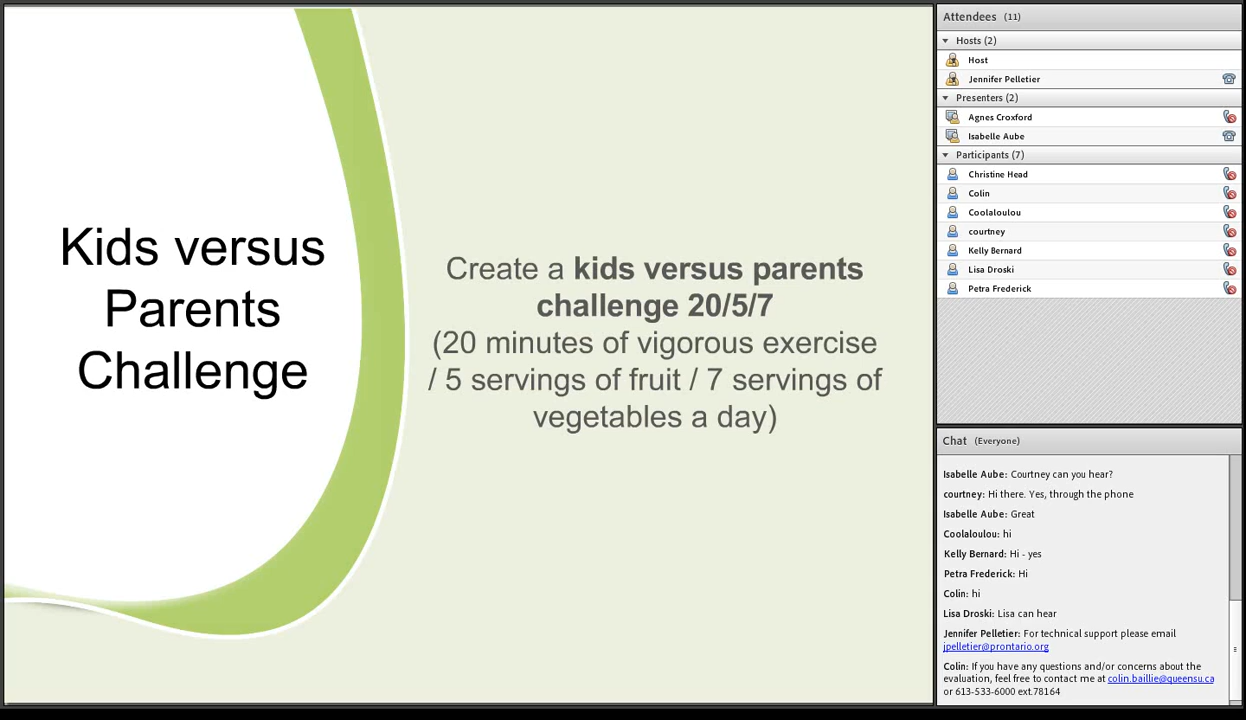 Kids versus
Parents
Challenge
Create a kids versus parents
challenge 20/5/7
(20 minutes of vigorous exercise
/ 5 servings of fruit / 7 servings of
vegetables a day)
Attendees (11)
Hosts (2)
Host
Jennifer Pelletier
Presenters (2)
Agnes Croxford
Isabelle Aube
Participants (7)
Christine Head
Colin
Coolaloulou
courtney
Kelly Bernard
Lisa Droski
Petra Frederick
Chat (Everyone)
Isabelle Aube: Courtney can you hear?
courtney: Hi there. Yes, through the phone
Isabelle Aube: Great
Coolaloulou: hi
Kelly Bernard: Hi - yes
Petra Frederick: Hi
Colin: hi
Lisa Droski: Lisa can hear
Jennifer Pelletier: For technical support please email
jpelletier@prontario.org
Colin: If you have any questions and/or concerns about the
evaluation, feel free to contact me at colin.baillie@queensu.ca
or 613-533-6000 ext.78164